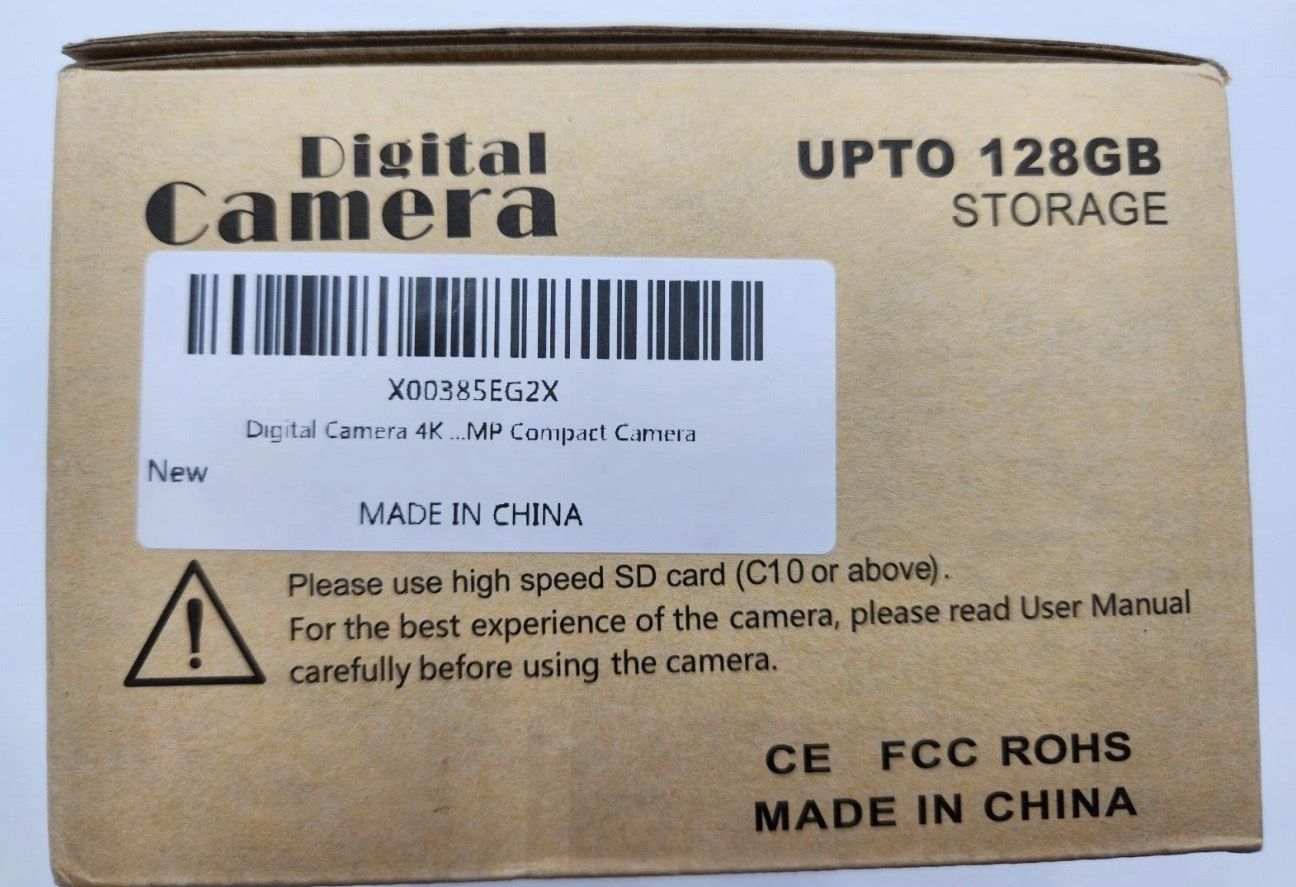 Digital
Camera
UPTO 128GB
STORAGE
X00385EG2X
Digital Camera 4K ...MP Compact Camera
New
MADE IN CHINA
Please use high speed SD card (C10 or above).
For the best experience of the camera, please read User Manual
carefully before using the camera.
CE FCC ROHS
MADE IN CHINA